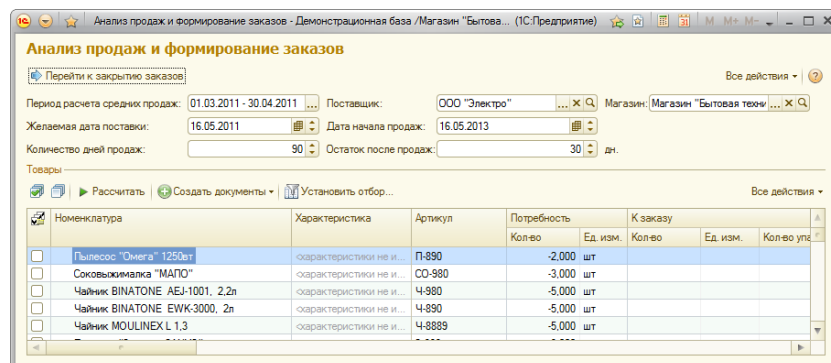 Анализ продаж и формирование заказов - Демонстрационная база /Магазин "Бытова... (1С:Предприятие) M M+ M-
Анализ продаж и формирование заказов
Перейти к закрытию заказов Все действия
Период расчета средних продаж: 01.03.2011 - 30.04.2011 ... Поставщик: ООО "Электро" ... Магазин: Магазин "Бытовая техни ...
Желаемая дата поставки: 16.05.2011 Дата начала продаж: 16.05.2013
Количество дней продаж: 90 Остаток после продаж: 30 дн.
Товары
Рассчитать Создать документы Установить отбор... Все действия
Номенклатура Характеристика Артикул Потребность К заказу
Кол-во Ед. изм. Кол-во Ед. изм. Кол-во упа
Пылесос "Омега" 1250вт <характеристики не и... П-890 -2,000 шт
Соковыжималка "МАПО" <характеристики не и... СО-980 -3,000 шт
Чайник BINATONE AEJ-1001, 2,2л <характеристики не и... Ч-980 -5,000 шт
Чайник BINATONE EWK-3000, 2л <характеристики не и... Ч-890 -5,000 шт
Чайник MOULINEX L 1,3 <характеристики не и... Ч-8889 -5,000 шт